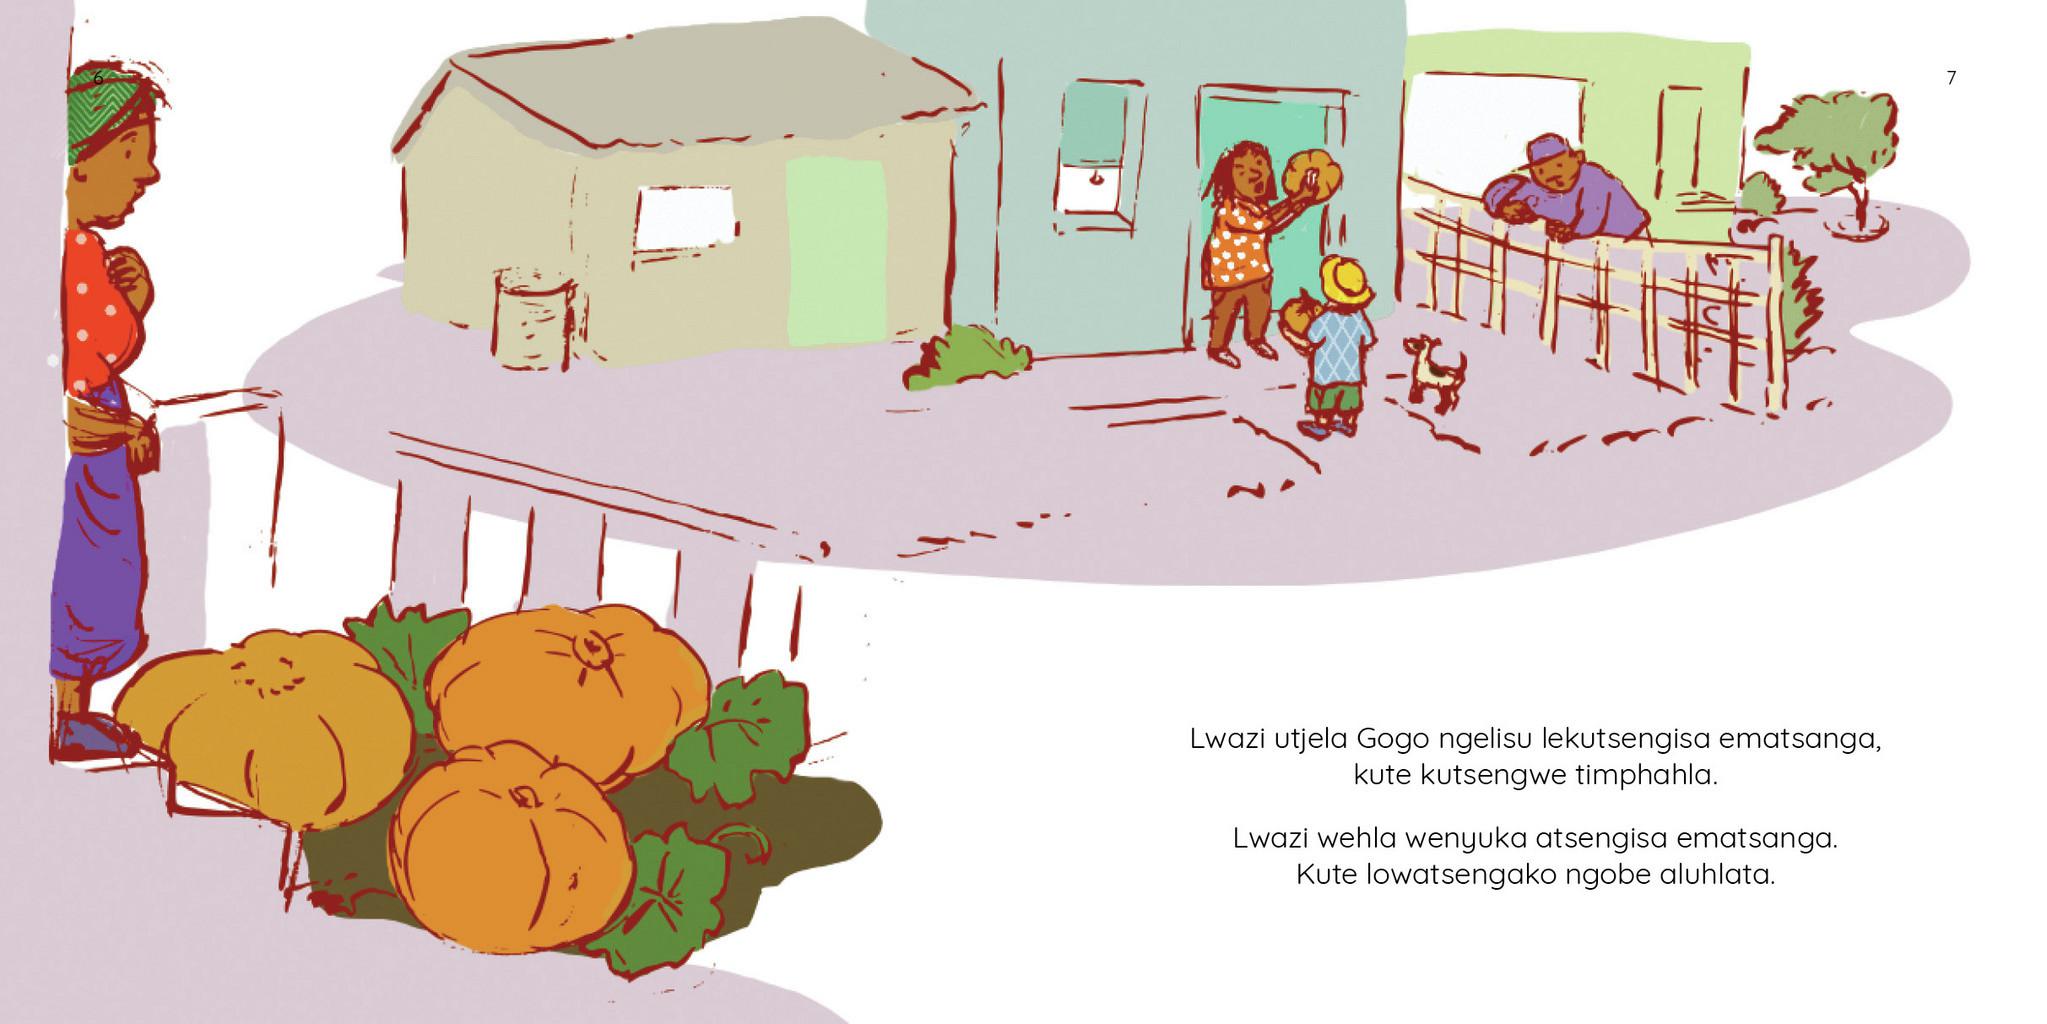 6
7
Lwazi utjela Gogo ngelisu lekutsengisa ematsanga,
kute kutsengwe timphahla.
Lwazi wehla wenyuka atsengisa ematsanga.
Kute lowatsengako ngobe aluhlata.